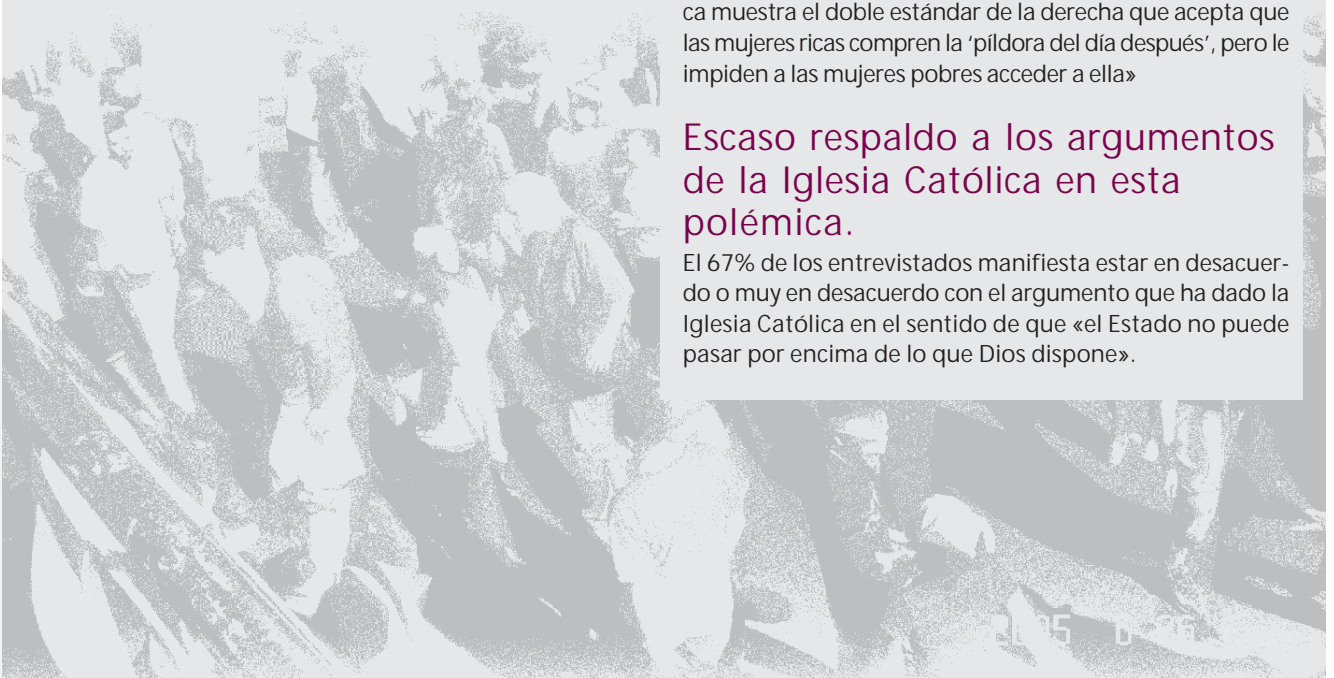 ca muestra el doble estándar de la derecha que acepta que
las mujeres ricas compren la 'píldora del día después', pero le
impiden a las mujeres pobres acceder a ella»
Escaso respaldo a los argumentos
de la Iglesia Católica en esta
polémica.
El 67% de los entrevistados manifiesta estar en desacuer-
do o muy en desacuerdo con el argumento que ha dado la
Iglesia Católica en el sentido de que «el Estado no puede
pasar por encima de lo que Dios dispone».